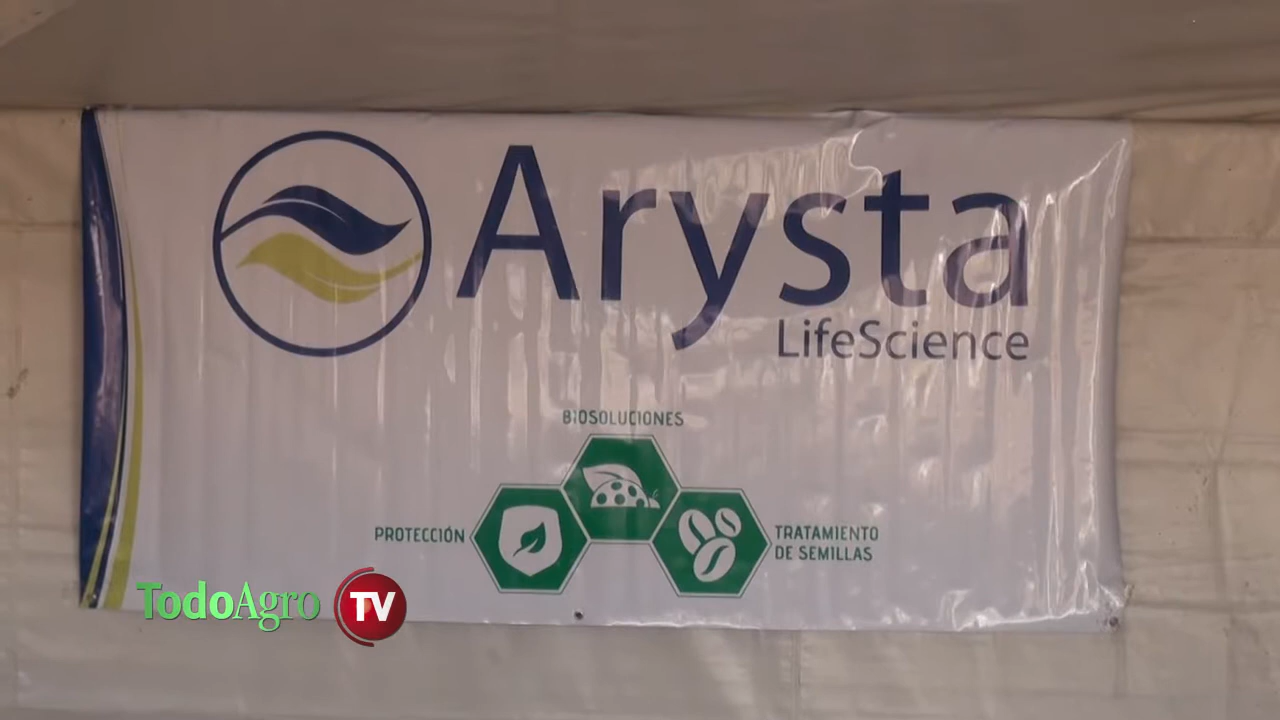 Arysta
LifeScience
BIOSOLUCIONES
PROTECCIÓN
TRATAMIENTO
DE SEMILLAS
TodoAgro TV